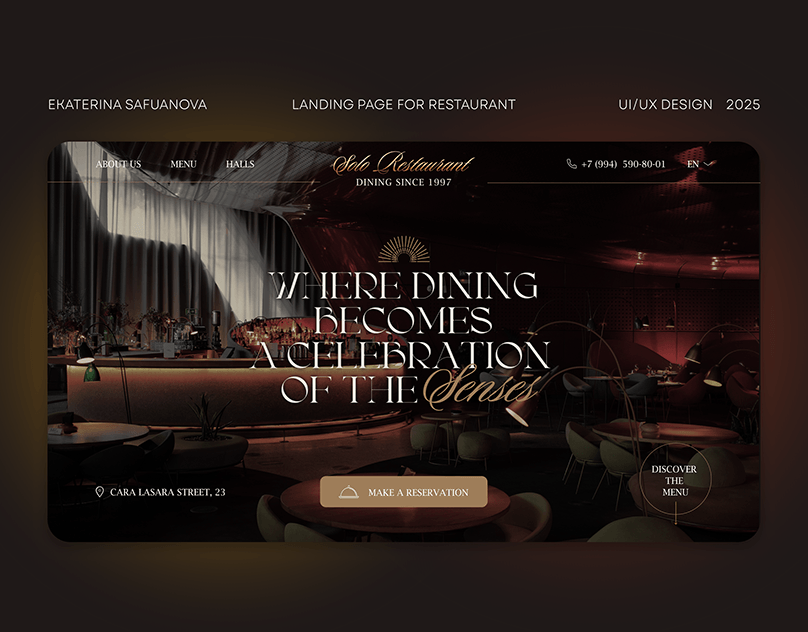 EKATERINA SAFUANOVA
LANDING PAGE FOR RESTAURANT
UI/UX DESIGN 2025
ABOUT US MENU HALLS
Solo Restaurant
DINING SINCE 1997
+7 (994) 590-80-01 EN
WHERE DINING
BECOMES
A CELEBRATION
OF THE Senses
CARA LASARA STREET, 23
MAKE A RESERVATION
DISCOVER
THE
MENU